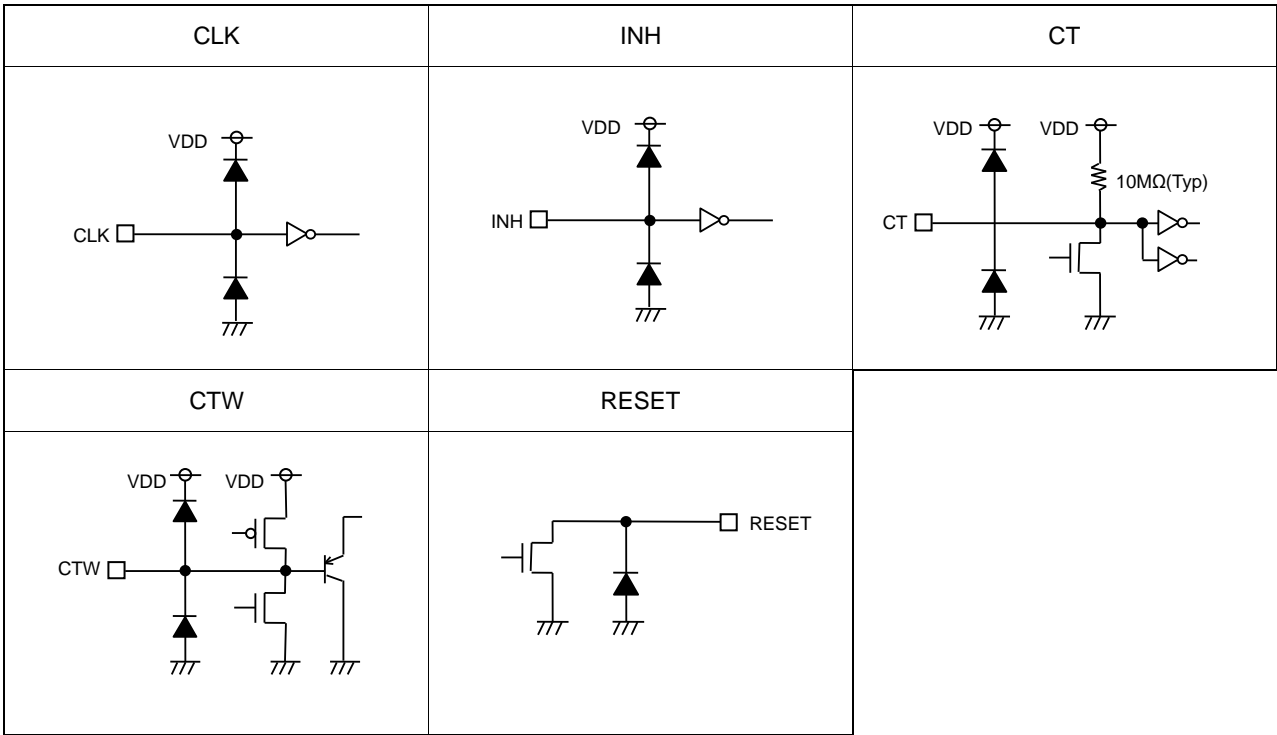 CLK
INH
CT
VDD
CLK
VDD
INH
VDD
VDD
10MΩ(Typ)
CT
CTW
RESET
VDD
VDD
CTW
RESET